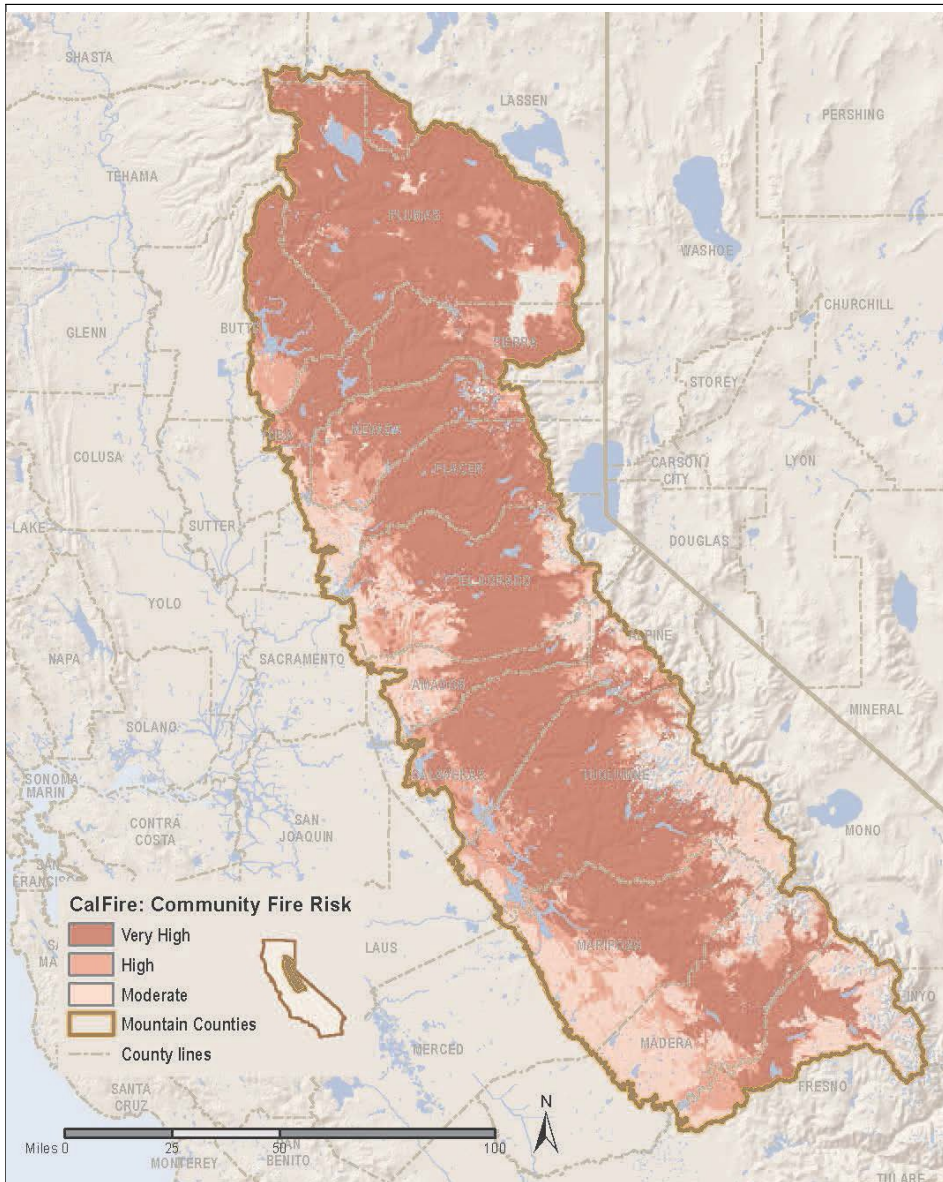 SHASTA
LASSEN
PERSHING
TEHAMA
PLUMAS
WASHOE
CHURCHILL
GLENN
BUTTE
SIERRA
STOREY
NEVADA
COLUSA
PLACER
CARSON
CITY
LYON
LAKE
SUTTER
DOUGLAS
YOLO
EL DORADO
NAPA
SACRAMENTO
ALPINE
AMADOR
SOLANO
MINERAL
SONOMA
MARIN
CALAVERAS
TUOLUMNE
CONTRA
COSTA
SAN
JOAQUIN
MONO
SAN
FRANCISC
CalFire: Community Fire Risk
Very High
High
Moderate
Mountain Counties
County lines
LAUS
MARIPOSA
INYO
MERCED
MADERA
FRESNO
SANTA
CRUZ
N
Miles 0 25 50 100
MONTEREY
BENITO
TULARE